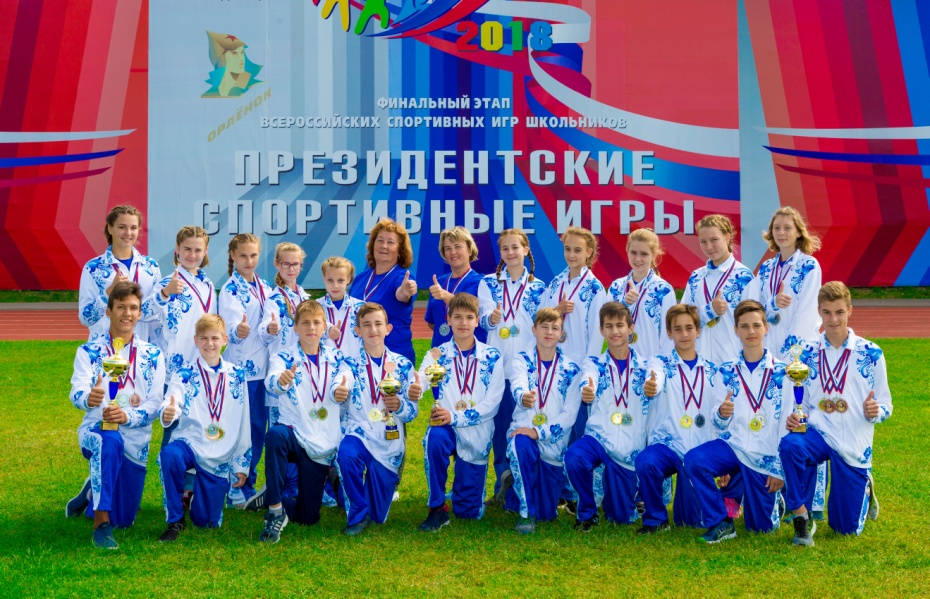 2018
ОРЛЁНОК
ФИНАЛЬНЫЙ ЭТАП
ВСЕРОССИЙСКИХ СПОРТИВНЫХ ИГР ШКОЛЬНИКОВ
ПРЕЗИДЕНТСКИЕ
СПОРТИВНЫЕ ИГРЫ